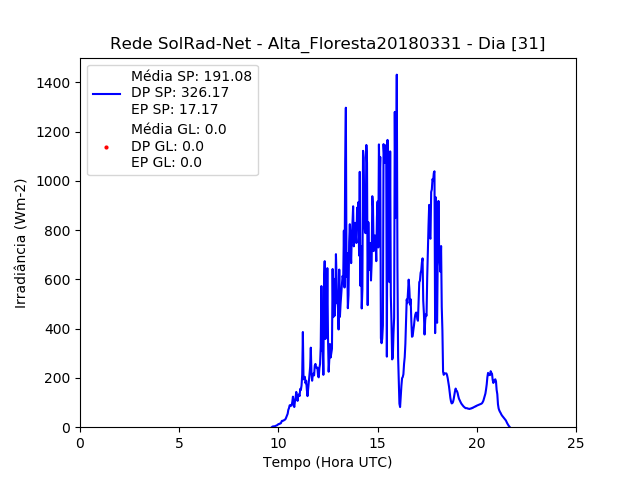 Rede SolRad-Net - Alta_Floresta20180331 - Dia [31]
Média SP: 191.08
DP SP: 326.17
EP SP: 17.17
Média GL: 0.0
DP GL: 0.0
EP GL: 0.0
Irradiância (Wm-2)
1400
1200
1000
800
600
400
200
0
0 5 10 15 20 25
Tempo (Hora UTC)